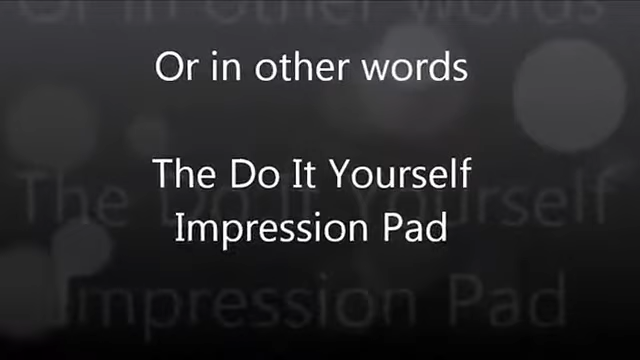 Or in other words
The Do It Yourself
Impression Pad